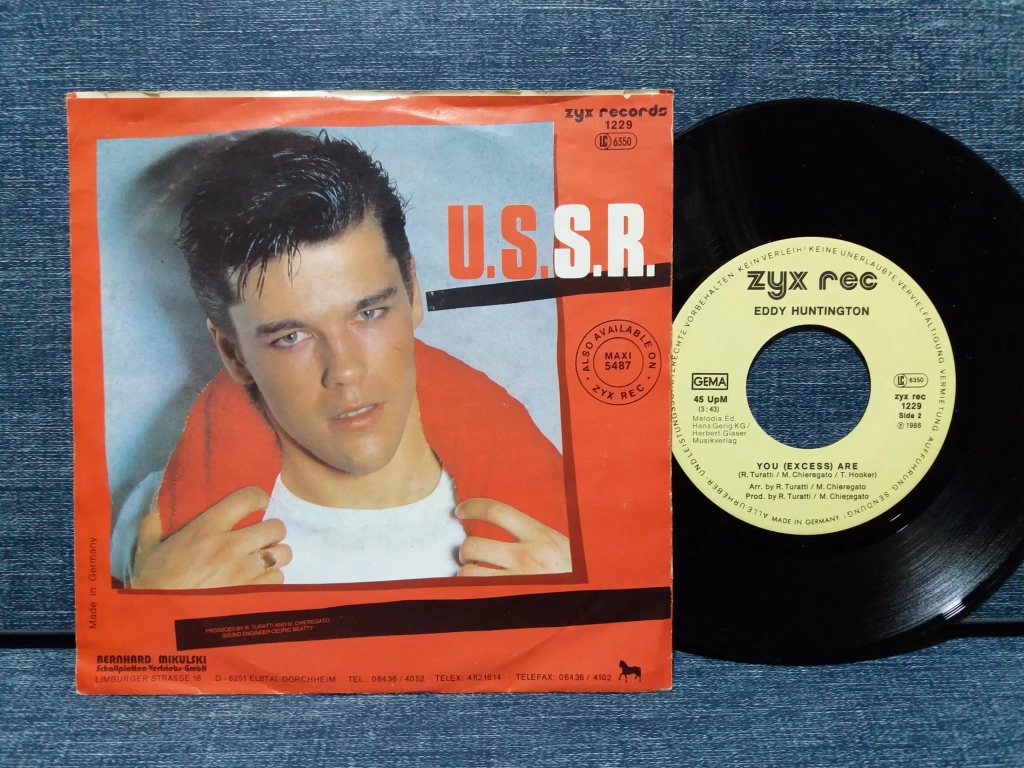 zyx records
1229
LC 6350
U.S.S.R.
· ALSO AVAILABLE ON ·
MAXI
5487
ZYX REC
Made in Germany
PRODUCED BY R. TURATTI AND M. CHIEREGATO
SOUND ENGINEER CEDRIC BEATTY
BERNHARD MIKULSKI
Schallplatten-Vertriebs-GmbH
LIMBURGER STRASSE 18 D-6251 ELBTAL-DORCHHEIM TEL: 06436 / 4052 TELEX: 4821614 - TELEFAX: 06436 / 4102
ALLE URHEBER- UND LEISTUNGSSCHUTZRECHTE VORBEHALTEN · KEIN VERLEIH! KEINE UNERLAUBTE VERVIELFÄLTIGUNG, VERMIETUNG, AUFFÜHRUNG, SENDUNG!
zyx rec
EDDY HUNTINGTON
GEMA
45 UpM
(3:43)
Melodia Ed.
Hans Gerig KG /
Herbert Glaser
Musikverlag
LC 6350
zyx rec
1229
Side 2
℗ 1986
YOU (EXCESS) ARE
(R. Turatti / M. Chieregato / T. Hooker)
Arr. by R. Turatti / M. Chieregato
Prod. by R. Turatti / M. Chieregato
MADE IN GERMANY